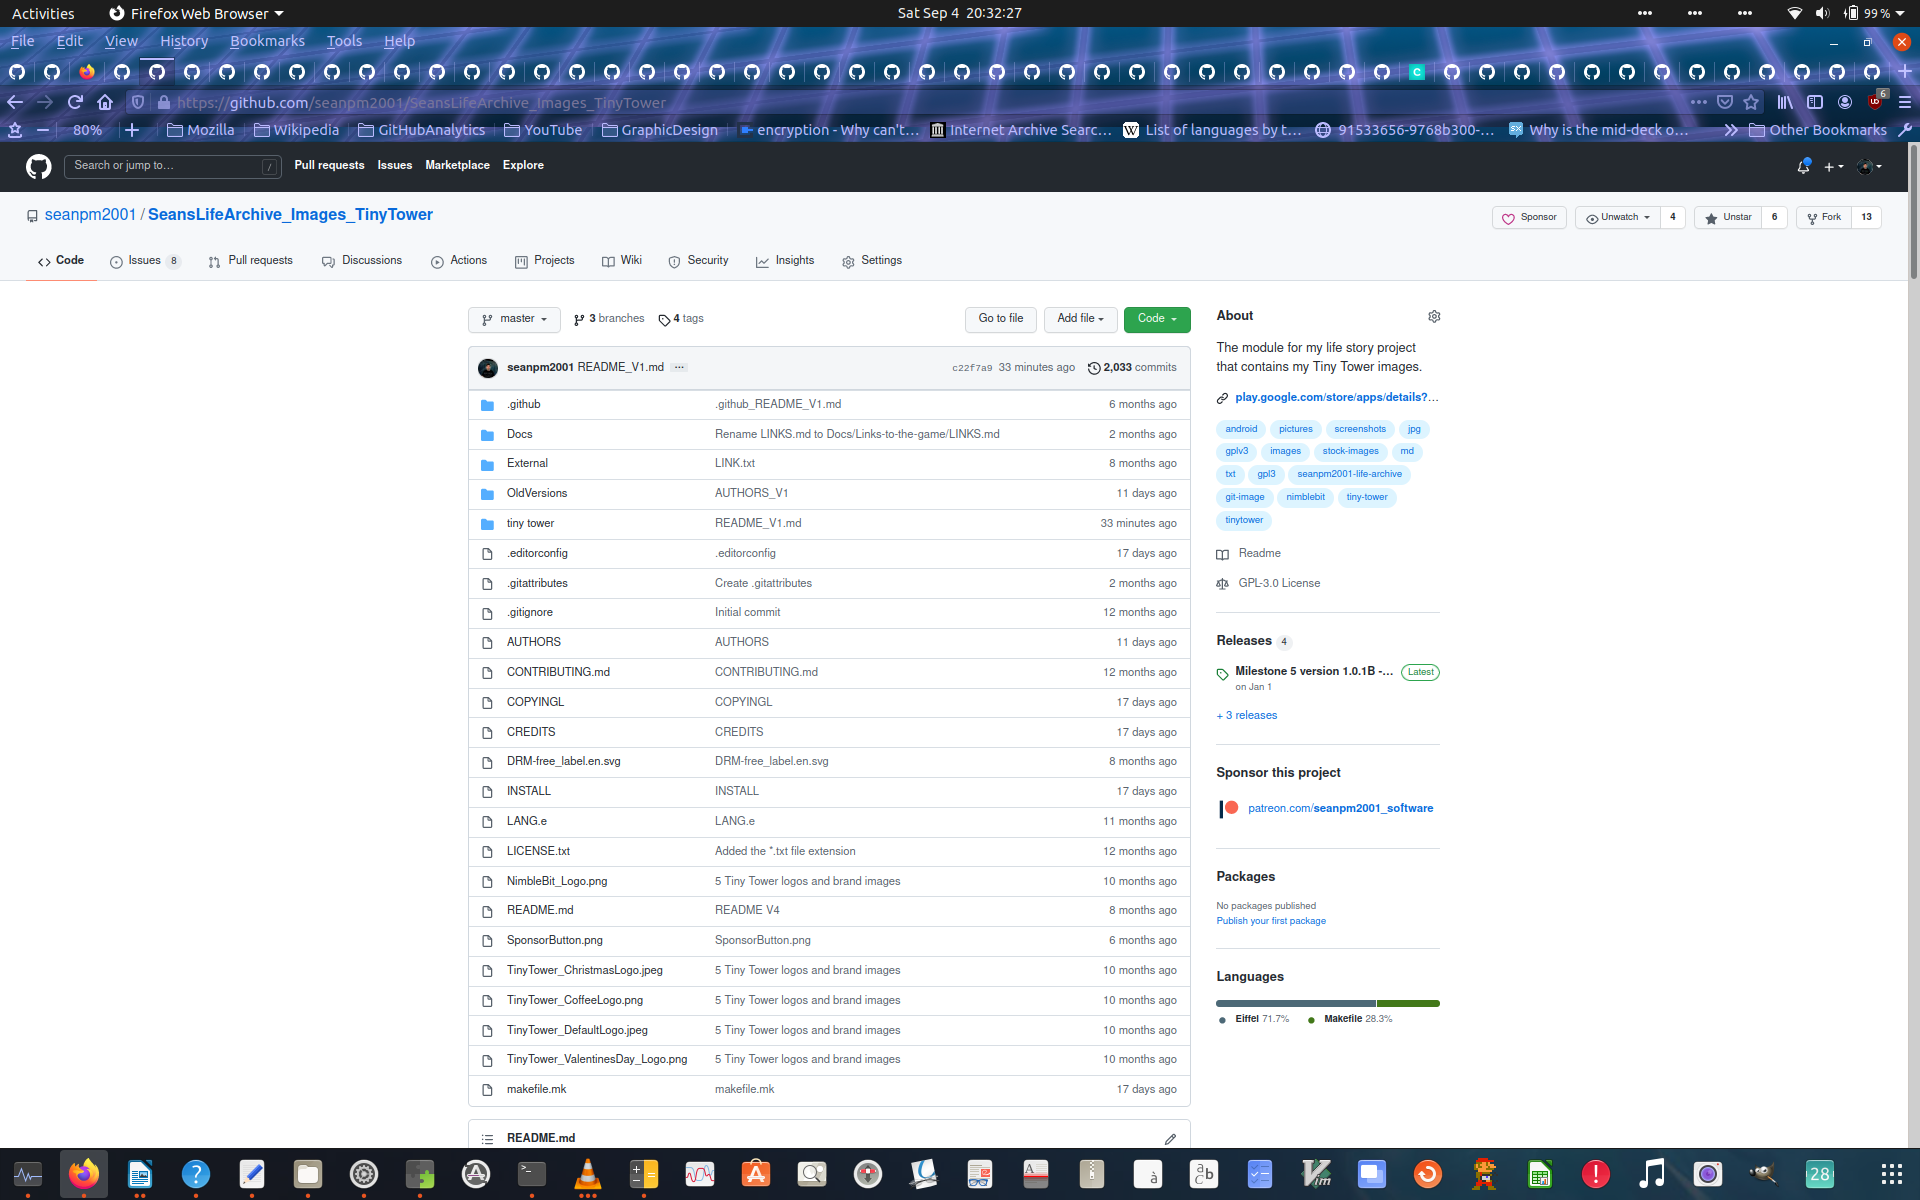 Activities Firefox Web Browser Sat Sep 4 20:32:27 99 %
File Edit View History Bookmarks Tools Help
https://github.com/seanpm2001/SeansLifeArchive_Images_TinyTower 6
80% Mozilla Wikipedia GitHubAnalytics YouTube GraphicDesign encryption - Why can't… Internet Archive Searc… List of languages by t… 91533656-9768b300-… Why is the mid-deck o… Other Bookmarks
Search or jump to… / Pull requests Issues Marketplace Explore
seanpm2001 / SeansLifeArchive_Images_TinyTower Sponsor Unwatch 4 Unstar 6 Fork 13
Code Issues 8 Pull requests Discussions Actions Projects Wiki Security Insights Settings
master 3 branches 4 tags Go to file Add file Code
seanpm2001 README_V1.md … c22f7a9 33 minutes ago 2,033 commits
.github .github_README_V1.md 6 months ago
Docs Rename LINKS.md to Docs/Links-to-the-game/LINKS.md 2 months ago
External LINK.txt 8 months ago
OldVersions AUTHORS_V1 11 days ago
tiny tower README_V1.md 33 minutes ago
.editorconfig .editorconfig 17 days ago
.gitattributes Create .gitattributes 2 months ago
.gitignore Initial commit 12 months ago
AUTHORS AUTHORS 11 days ago
CONTRIBUTING.md CONTRIBUTING.md 12 months ago
COPYINGL COPYINGL 17 days ago
CREDITS CREDITS 17 days ago
DRM-free_label.en.svg DRM-free_label.en.svg 8 months ago
INSTALL INSTALL 17 days ago
LANG.e LANG.e 11 months ago
LICENSE.txt Added the *.txt file extension 12 months ago
NimbleBit_Logo.png 5 Tiny Tower logos and brand images 10 months ago
README.md README V4 8 months ago
SponsorButton.png SponsorButton.png 6 months ago
TinyTower_ChristmasLogo.jpeg 5 Tiny Tower logos and brand images 10 months ago
TinyTower_CoffeeLogo.png 5 Tiny Tower logos and brand images 10 months ago
TinyTower_DefaultLogo.jpeg 5 Tiny Tower logos and brand images 10 months ago
TinyTower_ValentinesDay_Logo.png 5 Tiny Tower logos and brand images 10 months ago
makefile.mk makefile.mk 17 days ago
README.md
About
The module for my life story project
that contains my Tiny Tower images.
play.google.com/store/apps/details?…
android pictures screenshots jpg
gplv3 images stock-images md
txt gpl3 seanpm2001-life-archive
git-image nimblebit tiny-tower
tinytower
Readme
GPL-3.0 License
Releases 4
Milestone 5 version 1.0.1B -… Latest
on Jan 1
+ 3 releases
Sponsor this project
patreon.com/seanpm2001_software
Packages
No packages published
Publish your first package
Languages
Eiffel 71.7% Makefile 28.3%
28